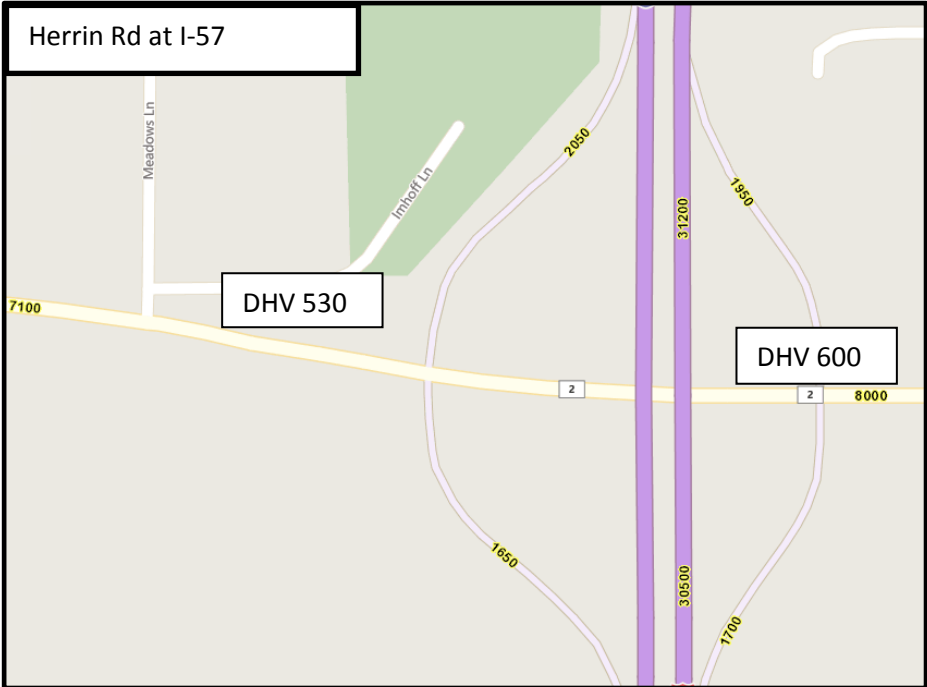 Herrin Rd at I-57
Meadows Ln
2050
Imhoff Ln
1950
31200
DHV 530
7100
DHV 600
2
2
8000
1650
30500
1700